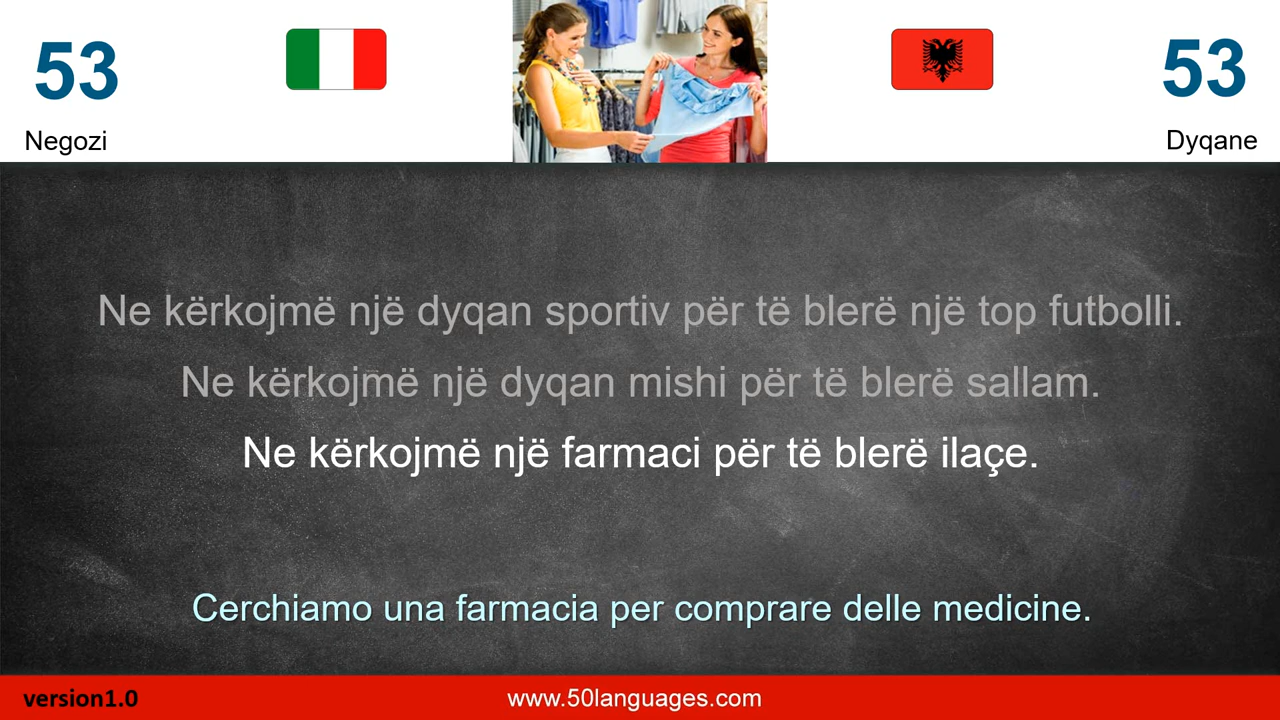 53
53
Negozi
Dyqane
Ne kërkojmë një dyqan sportiv për të blerë një top futbolli.
Ne kërkojmë një dyqan mishi për të blerë sallam.
Ne kërkojmë një farmaci për të blerë ilaçe.
Cerchiamo una farmacia per comprare delle medicine.
version1.0
www.50languages.com